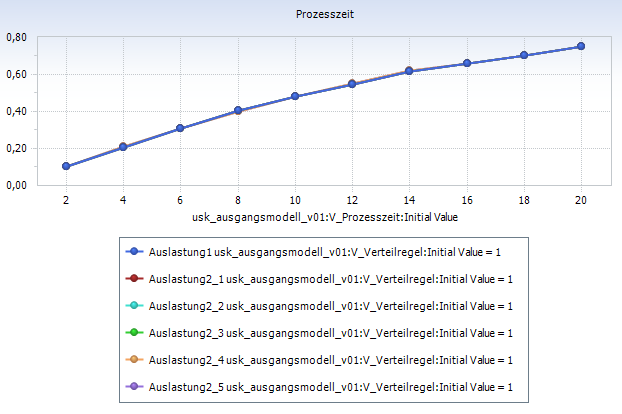 Prozesszeit
0,80
0,60
0,40
0,20
0,00
2 4 6 8 10 12 14 16 18 20
usk_ausgangsmodell_v01:V_Prozesszeit:Initial Value
Auslastung1 usk_ausgangsmodell_v01:V_Verteilregel:Initial Value = 1
Auslastung2_1 usk_ausgangsmodell_v01:V_Verteilregel:Initial Value = 1
Auslastung2_2 usk_ausgangsmodell_v01:V_Verteilregel:Initial Value = 1
Auslastung2_3 usk_ausgangsmodell_v01:V_Verteilregel:Initial Value = 1
Auslastung2_4 usk_ausgangsmodell_v01:V_Verteilregel:Initial Value = 1
Auslastung2_5 usk_ausgangsmodell_v01:V_Verteilregel:Initial Value = 1